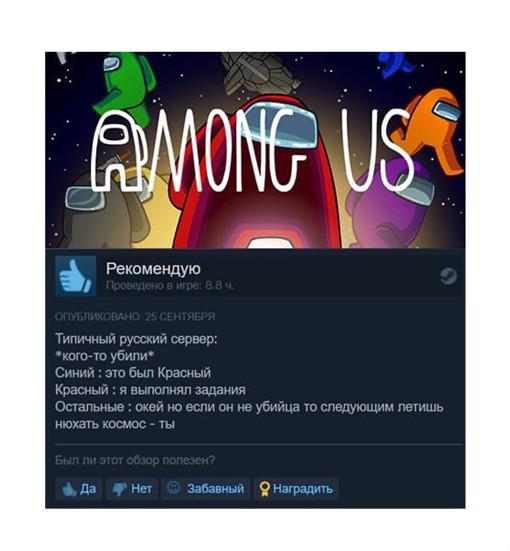 AMONG US
Рекомендую
Проведено в игре: 8.8 ч.
ОПУБЛИКОВАНО: 25 СЕНТЯБРЯ
Типичный русский сервер:
*кого-то убили*
Синий : это был Красный
Красный : я выполнял задания
Остальные : окей но если он не убийца то следующим летишь
нюхать космос - ты
Был ли этот обзор полезен?
Да Нет Забавный Наградить